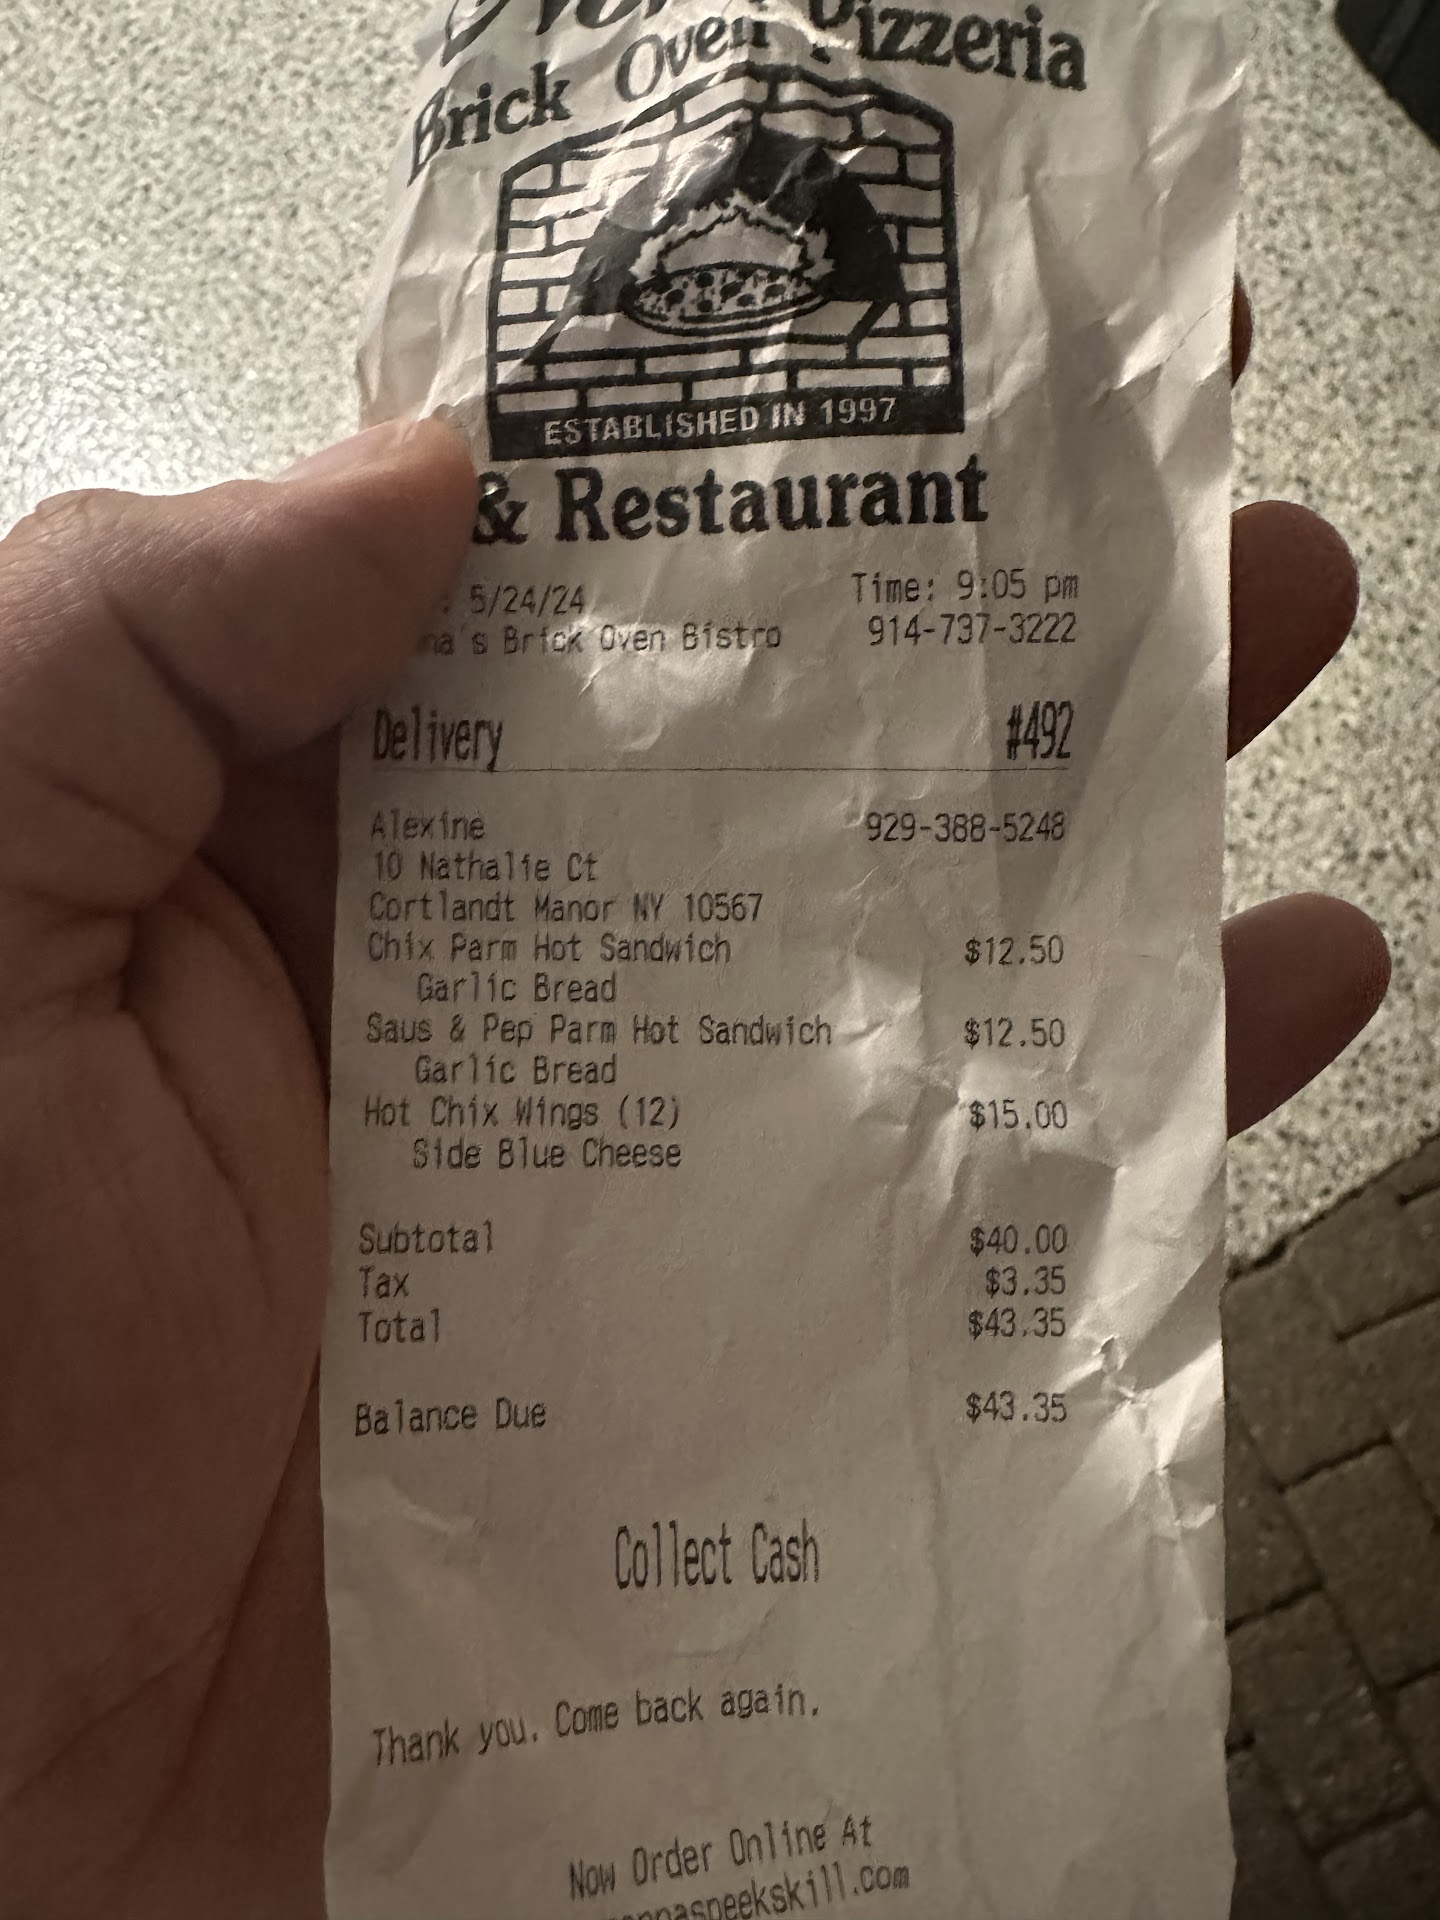 Brick Oven Pizzeria
ESTABLISHED IN 1997
& Restaurant
: 5/24/24 Time: 9:05 pm
na's Brick Oven Bistro 914-737-3222
Delivery #492
Alexine 929-388-5248
10 Nathalie Ct
Cortlandt Manor NY 10567
Chix Parm Hot Sandwich $12.50
Garlic Bread
Saus & Pep Parm Hot Sandwich $12.50
Garlic Bread
Hot Chix Wings (12) $15.00
Side Blue Cheese
Subtotal $40.00
Tax $3.35
Total $43.35
Balance Due $43.35
Collect Cash
Thank you. Come back again.
Now Order Online At
nnaspeekskill.com